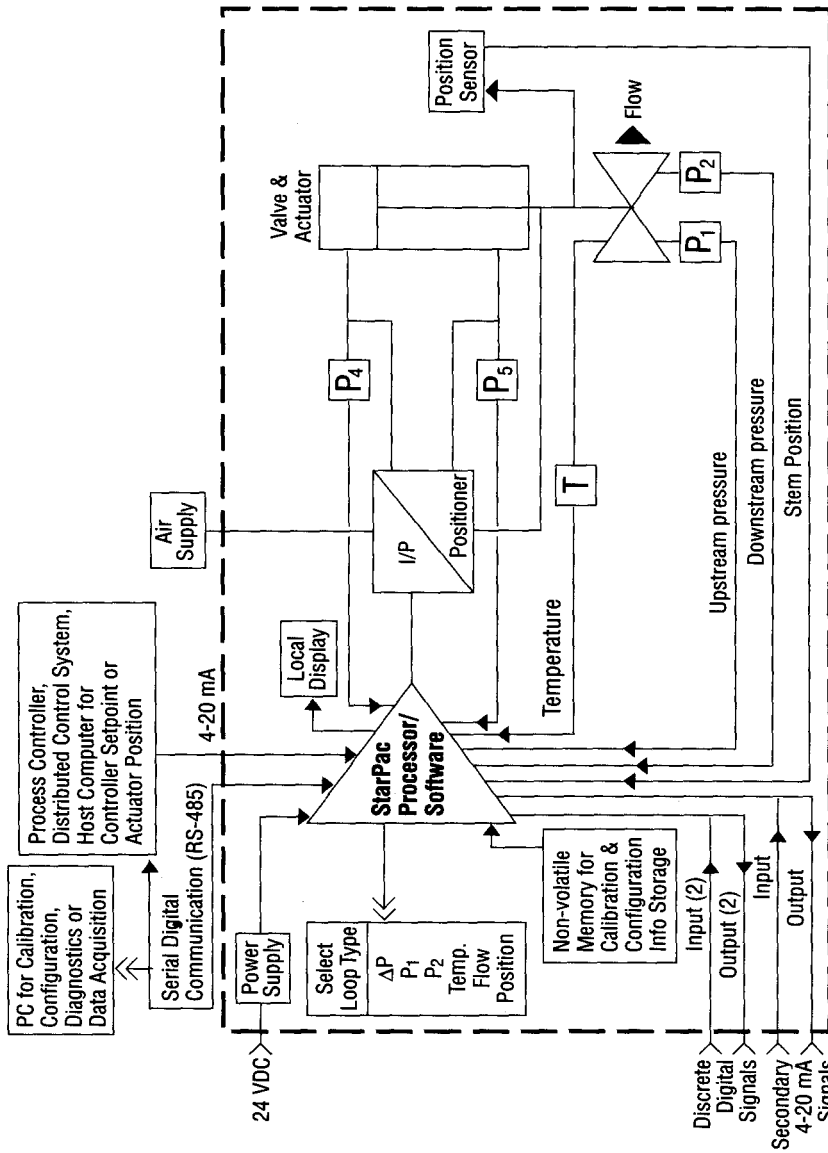 PC for Calibration,
Configuration,
Diagnostics or
Data Acquisition
Process Controller,
Distributed Control System,
Host Computer for
Controller Setpoint or
Actuator Position
Air
Supply
Serial Digital
Communication (RS-485)
4-20 mA
24 VDC
Power
Supply
Local
Display
Valve &
Actuator
Position
Sensor
P4
I/P
Positioner
P5
StarPac
Processor/
Software
Select
Loop Type
ΔP
P1
P2
Temp.
Flow
Position
T
Temperature
Flow
P1
P2
Non-volatile
Memory for
Calibration &
Configuration
Info Storage
Upstream pressure
Downstream pressure
Stem Position
Discrete
Digital
Signals
Input (2)
Output (2)
Secondary
4-20 mA
Signals
Input
Output